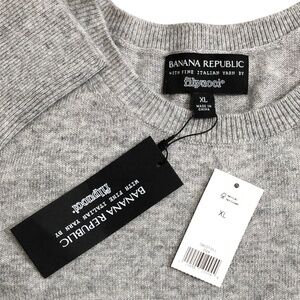 BANANA REPUBLIC
WITH FINE ITALIAN YARN BY
filpucci
XL
MADE IN
CHINA
BANANA REPUBLIC
WITH FINE ITALIAN YARN BY
filpucci
XL